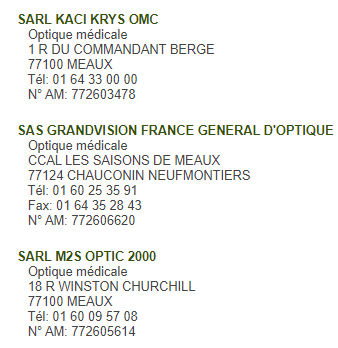 SARL KACI KRYS OMC
Optique médicale
1 R DU COMMANDANT BERGE
77100 MEAUX
Tél: 01 64 33 00 00
N° AM: 772603478
SAS GRANDVISION FRANCE GENERAL D'OPTIQUE
Optique médicale
CCAL LES SAISONS DE MEAUX
77124 CHAUCONIN NEUFMONTIERS
Tél: 01 60 25 35 91
Fax: 01 64 35 28 43
N° AM: 772606620
SARL M2S OPTIC 2000
Optique médicale
18 R WINSTON CHURCHILL
77100 MEAUX
Tél: 01 60 09 57 08
N° AM: 772605614